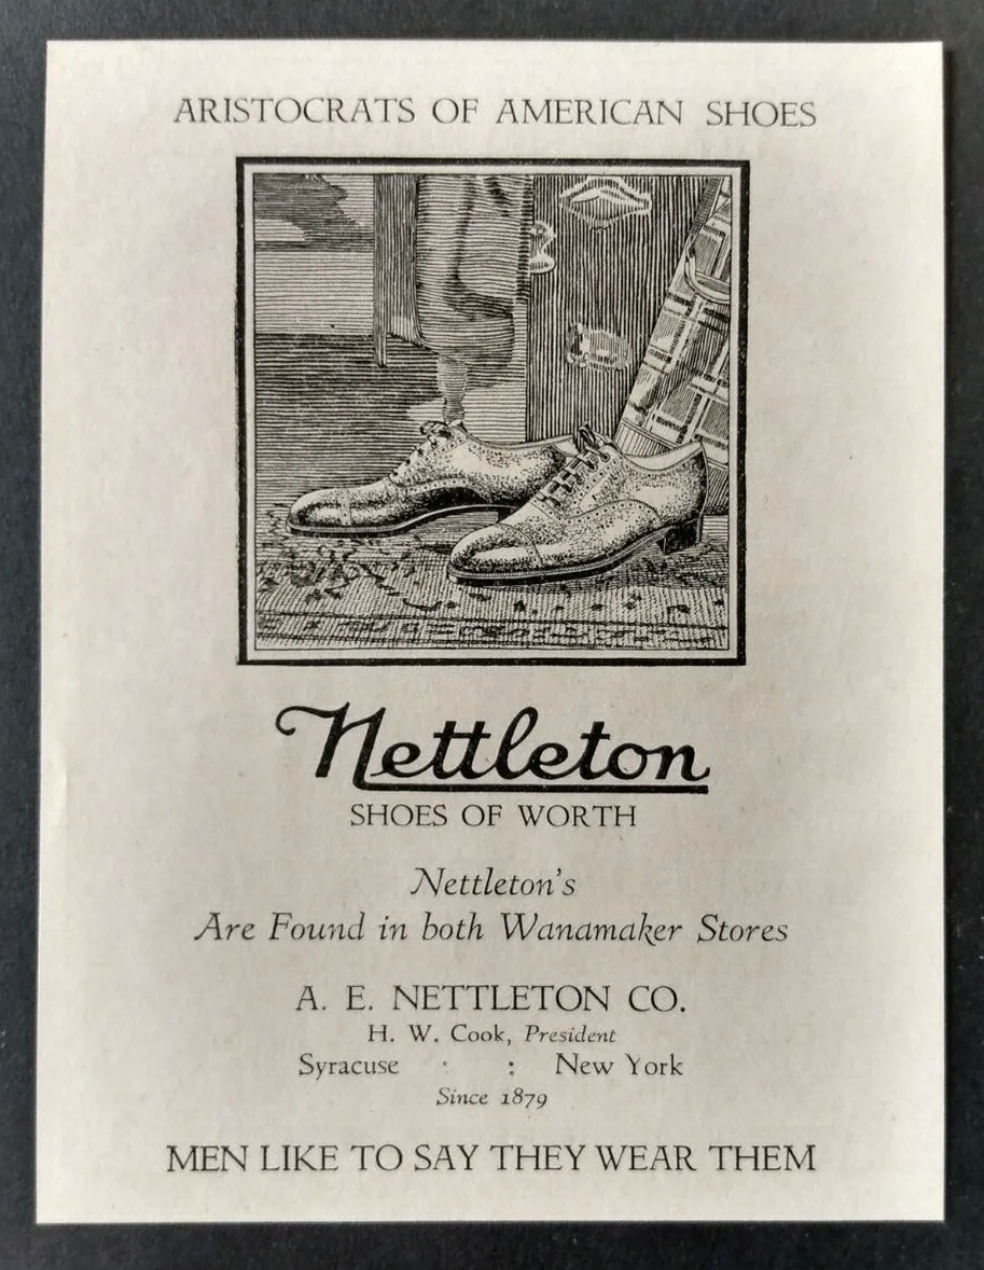 ARISTOCRATS OF AMERICAN SHOES
Nettleton
SHOES OF WORTH
Nettleton's
Are Found in both Wanamaker Stores
A. E. NETTLETON CO.
H. W. Cook, President
Syracuse : : New York
Since 1879
MEN LIKE TO SAY THEY WEAR THEM